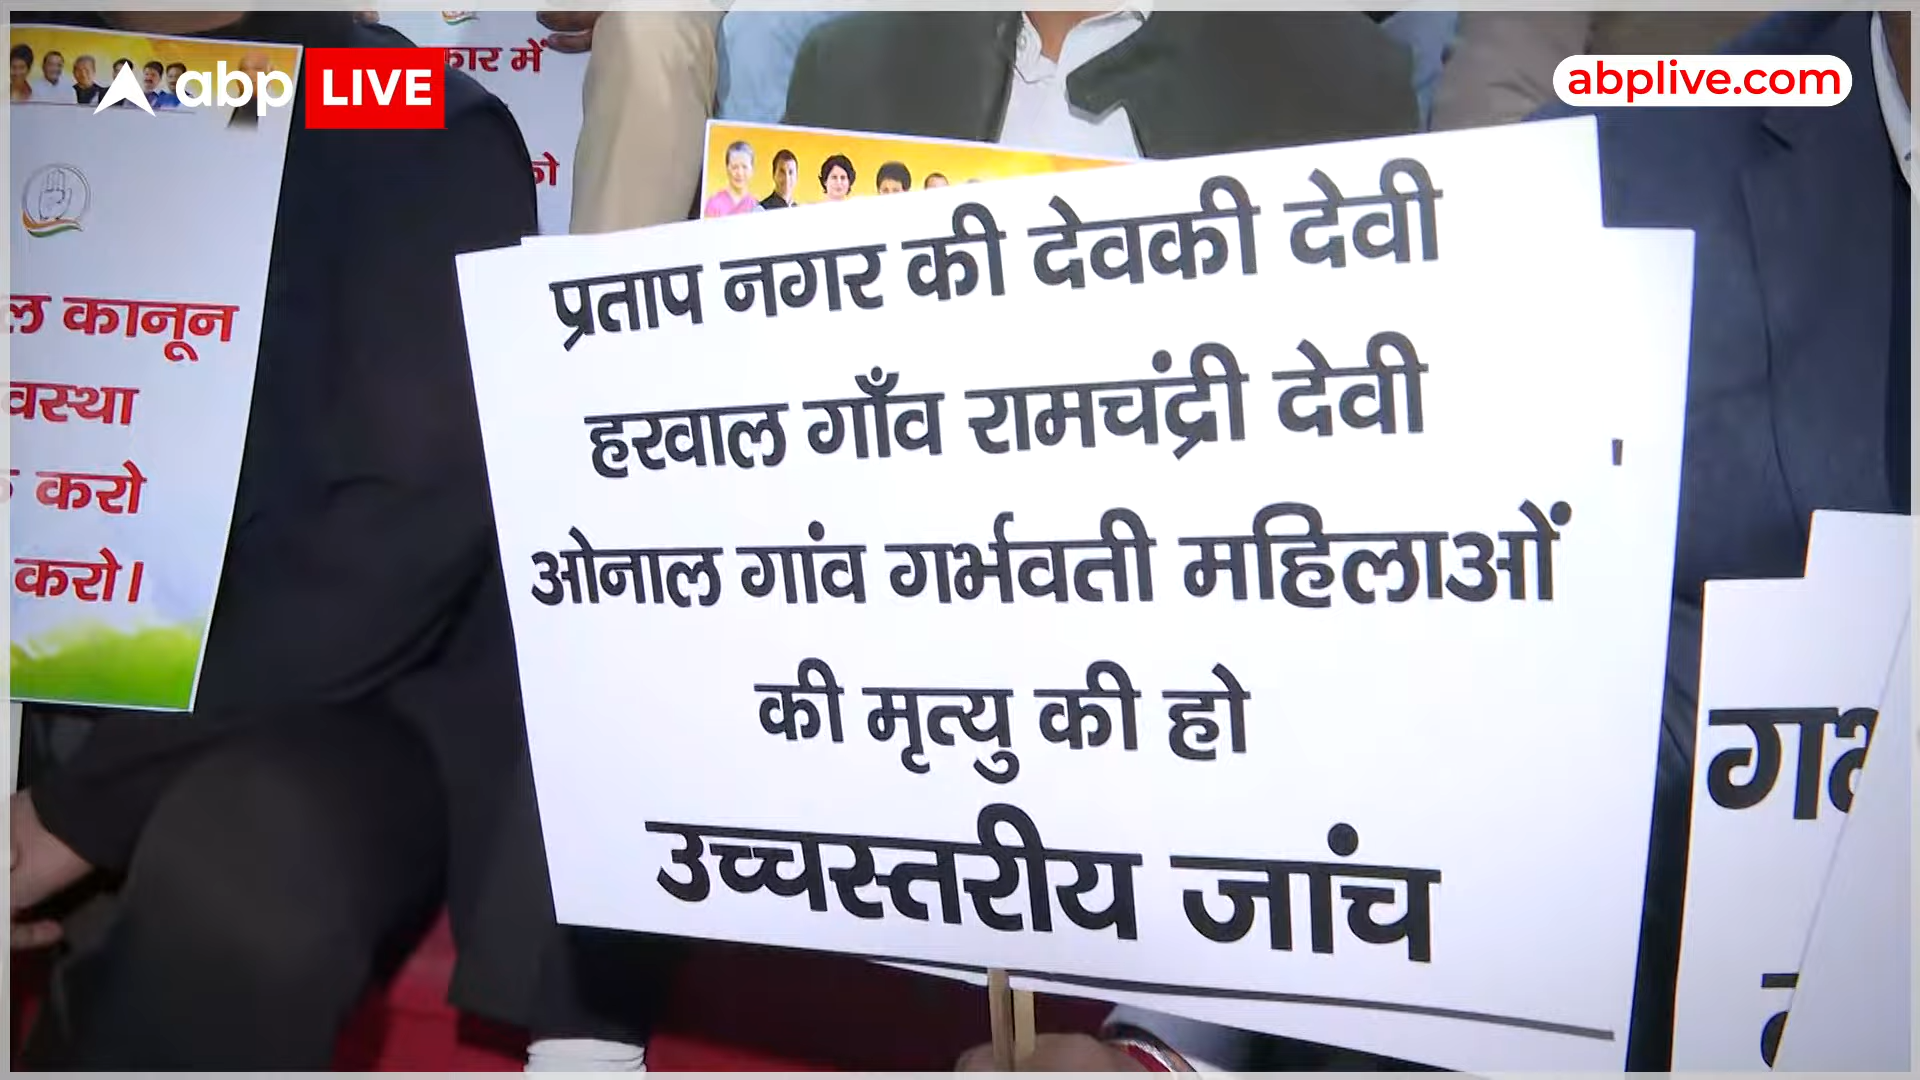 abp LIVE
abplive.com
कार में
को
ल कानून
वस्था
करो
करो।
प्रताप नगर की देवकी देवी
हरवाल गाँव रामचंद्री देवी
ओनाल गांव गर्भवती महिलाओं
की मृत्यु की हो
उच्चस्तरीय जांच